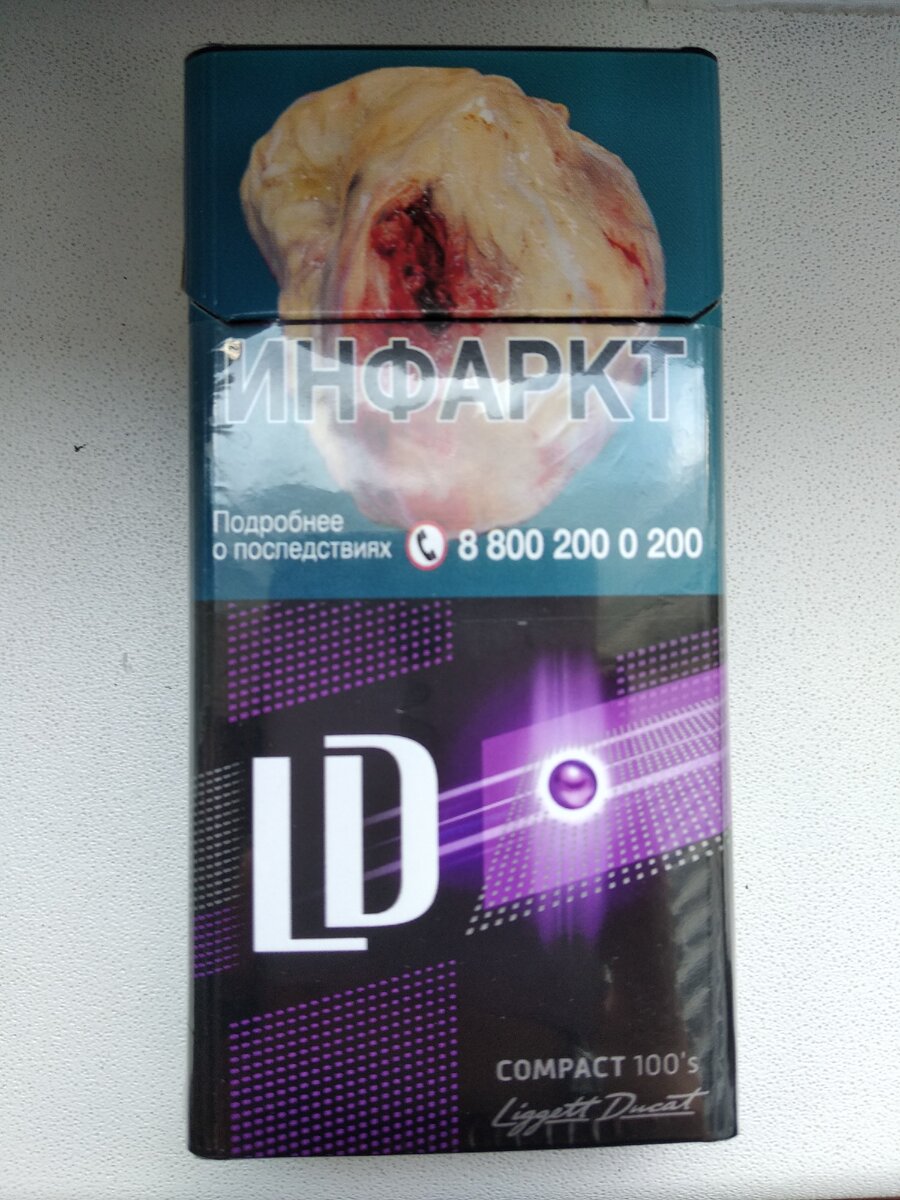 ИНФАРКТ
Подробнее
о последствиях 8 800 200 0 200
LD
COMPACT 100's
Liggett Ducat